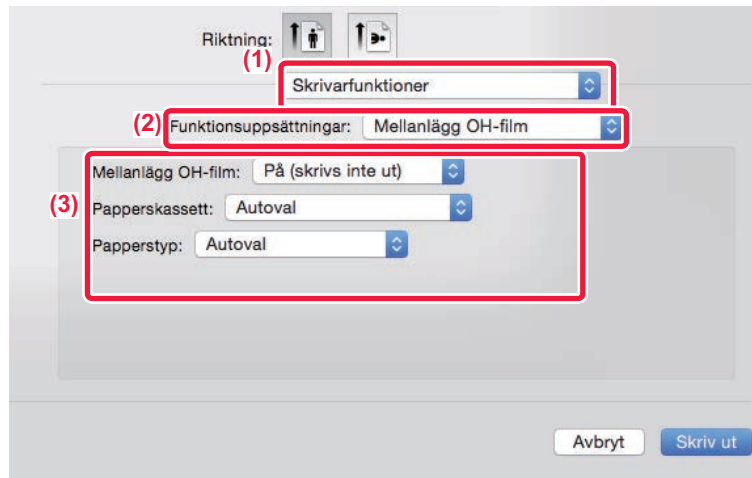 Riktning:
(1)
Skrivarfunktioner
(2) Funktionsuppsättningar: Mellanlägg OH-film
Mellanlägg OH-film: På (skrivs inte ut)
(3) Papperskassett: Autoval
Papperstyp: Autoval
Avbryt Skriv ut